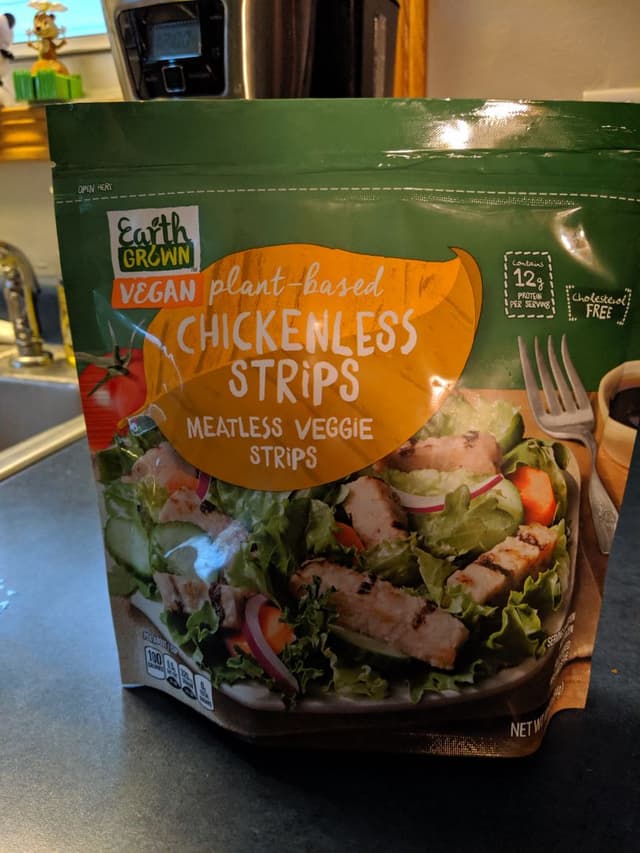 OPEN HERE
Earth
GROWN
VEGAN
plant-based
CHICKENLESS
STRIPS
MEATLESS VEGGIE
STRIPS
Contains
12g
PROTEIN
PER SERVING
Cholesterol
FREE
100
NET W